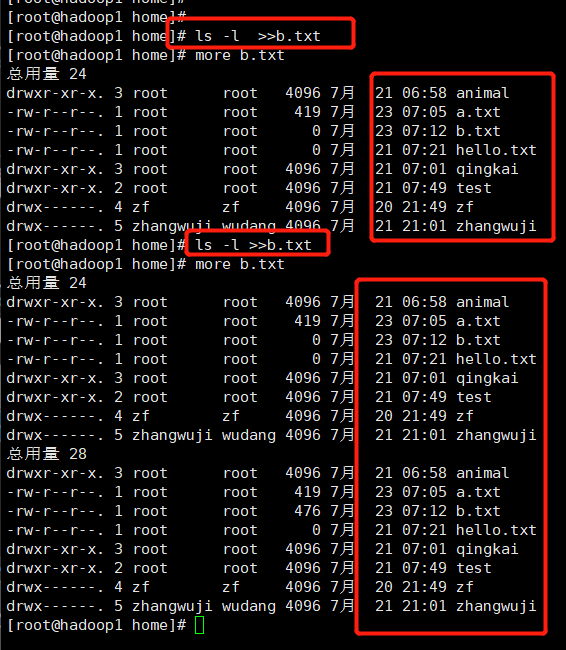 [root@hadoop1 home]#
[root@hadoop1 home]# ls -l  >>b.txt
[root@hadoop1 home]# more b.txt
总用量 24
drwxr-xr-x. 3 root      root   4096 7月  21 06:58 animal
-rw-r--r--. 1 root      root    419 7月  23 07:05 a.txt
-rw-r--r--. 1 root      root      0 7月  23 07:12 b.txt
-rw-r--r--. 1 root      root      0 7月  21 07:21 hello.txt
drwxr-xr-x. 3 root      root   4096 7月  21 07:01 qingkai
drwxr-xr-x. 2 root      root   4096 7月  21 07:49 test
drwx------. 4 zf        zf     4096 7月  20 21:49 zf
drwx------. 5 zhangwuji wudang 4096 7月  21 21:01 zhangwuji
[root@hadoop1 home]# ls -l >>b.txt
[root@hadoop1 home]# more b.txt
总用量 24
drwxr-xr-x. 3 root      root   4096 7月  21 06:58 animal
-rw-r--r--. 1 root      root    419 7月  23 07:05 a.txt
-rw-r--r--. 1 root      root      0 7月  23 07:12 b.txt
-rw-r--r--. 1 root      root      0 7月  21 07:21 hello.txt
drwxr-xr-x. 3 root      root   4096 7月  21 07:01 qingkai
drwxr-xr-x. 2 root      root   4096 7月  21 07:49 test
drwx------. 4 zf        zf     4096 7月  20 21:49 zf
drwx------. 5 zhangwuji wudang 4096 7月  21 21:01 zhangwuji
总用量 28
drwxr-xr-x. 3 root      root   4096 7月  21 06:58 animal
-rw-r--r--. 1 root      root    419 7月  23 07:05 a.txt
-rw-r--r--. 1 root      root    476 7月  23 07:12 b.txt
-rw-r--r--. 1 root      root      0 7月  21 07:21 hello.txt
drwxr-xr-x. 3 root      root   4096 7月  21 07:01 qingkai
drwxr-xr-x. 2 root      root   4096 7月  21 07:49 test
drwx------. 4 zf        zf     4096 7月  20 21:49 zf
drwx------. 5 zhangwuji wudang 4096 7月  21 21:01 zhangwuji
[root@hadoop1 home]#